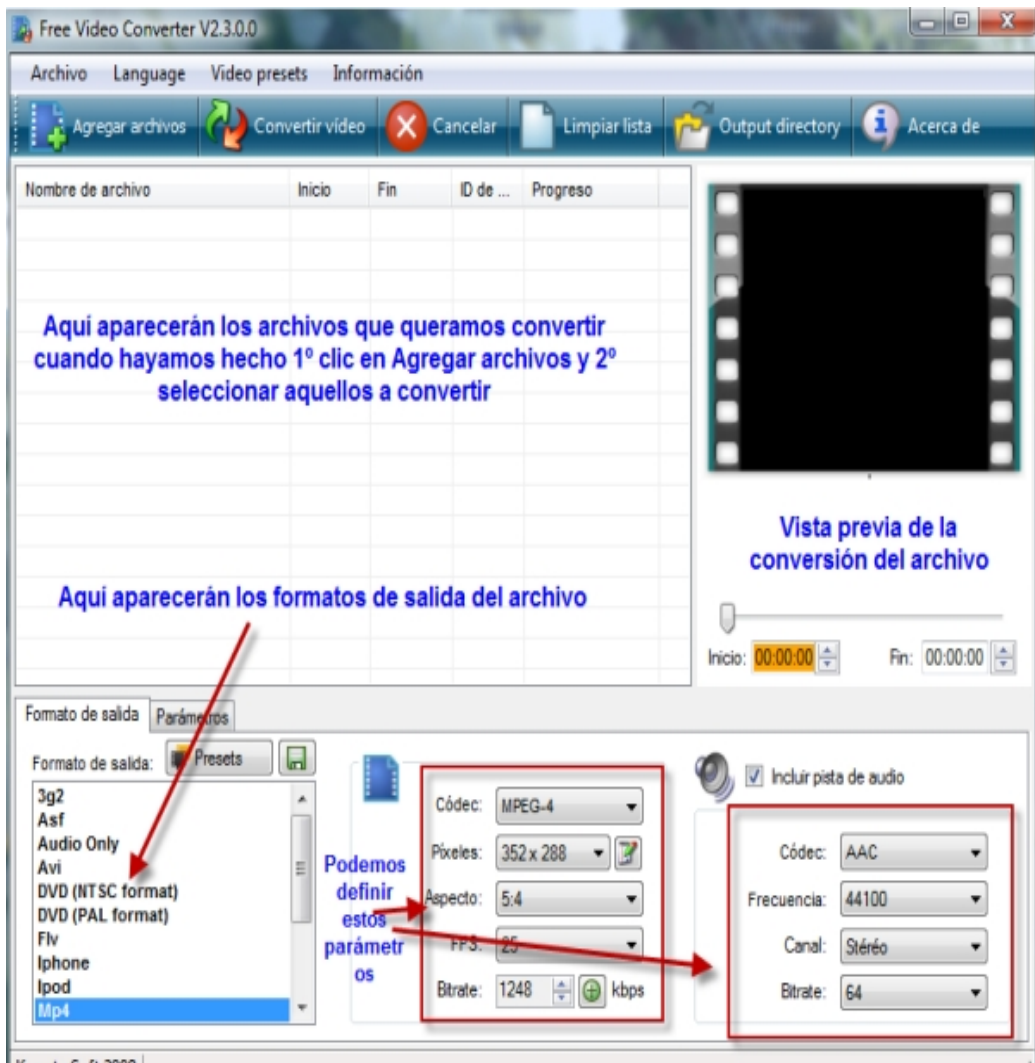 Free Video Converter V2.3.0.0
Archivo Language Video presets Información
Agregar archivos Convertir vídeo Cancelar Limpiar lista Output directory Acerca de
Nombre de archivo Inicio Fin ID de ... Progreso
Aquí aparecerán los archivos que queramos convertir
cuando hayamos hecho 1º clic en Agregar archivos y 2º
seleccionar aquellos a convertir
Vista previa de la
conversión del archivo
Aquí aparecerán los formatos de salida del archivo
Inicio: 00:00:00 Fin: 00:00:00
Formato de salida Parámetros
Formato de salida: Presets
3g2
Asf
Audio Only
Avi
DVD (NTSC format)
DVD (PAL format)
Flv
Iphone
Ipod
Mp4
Podemos
definir
estos
parámetr
os
Códec: MPEG-4
Píxeles: 352 x 288
Aspecto: 5:4
FPS: 25
Bitrate: 1248 kbps
Incluir pista de audio
Códec: AAC
Frecuencia: 44100
Canal: Stéréo
Bitrate: 64